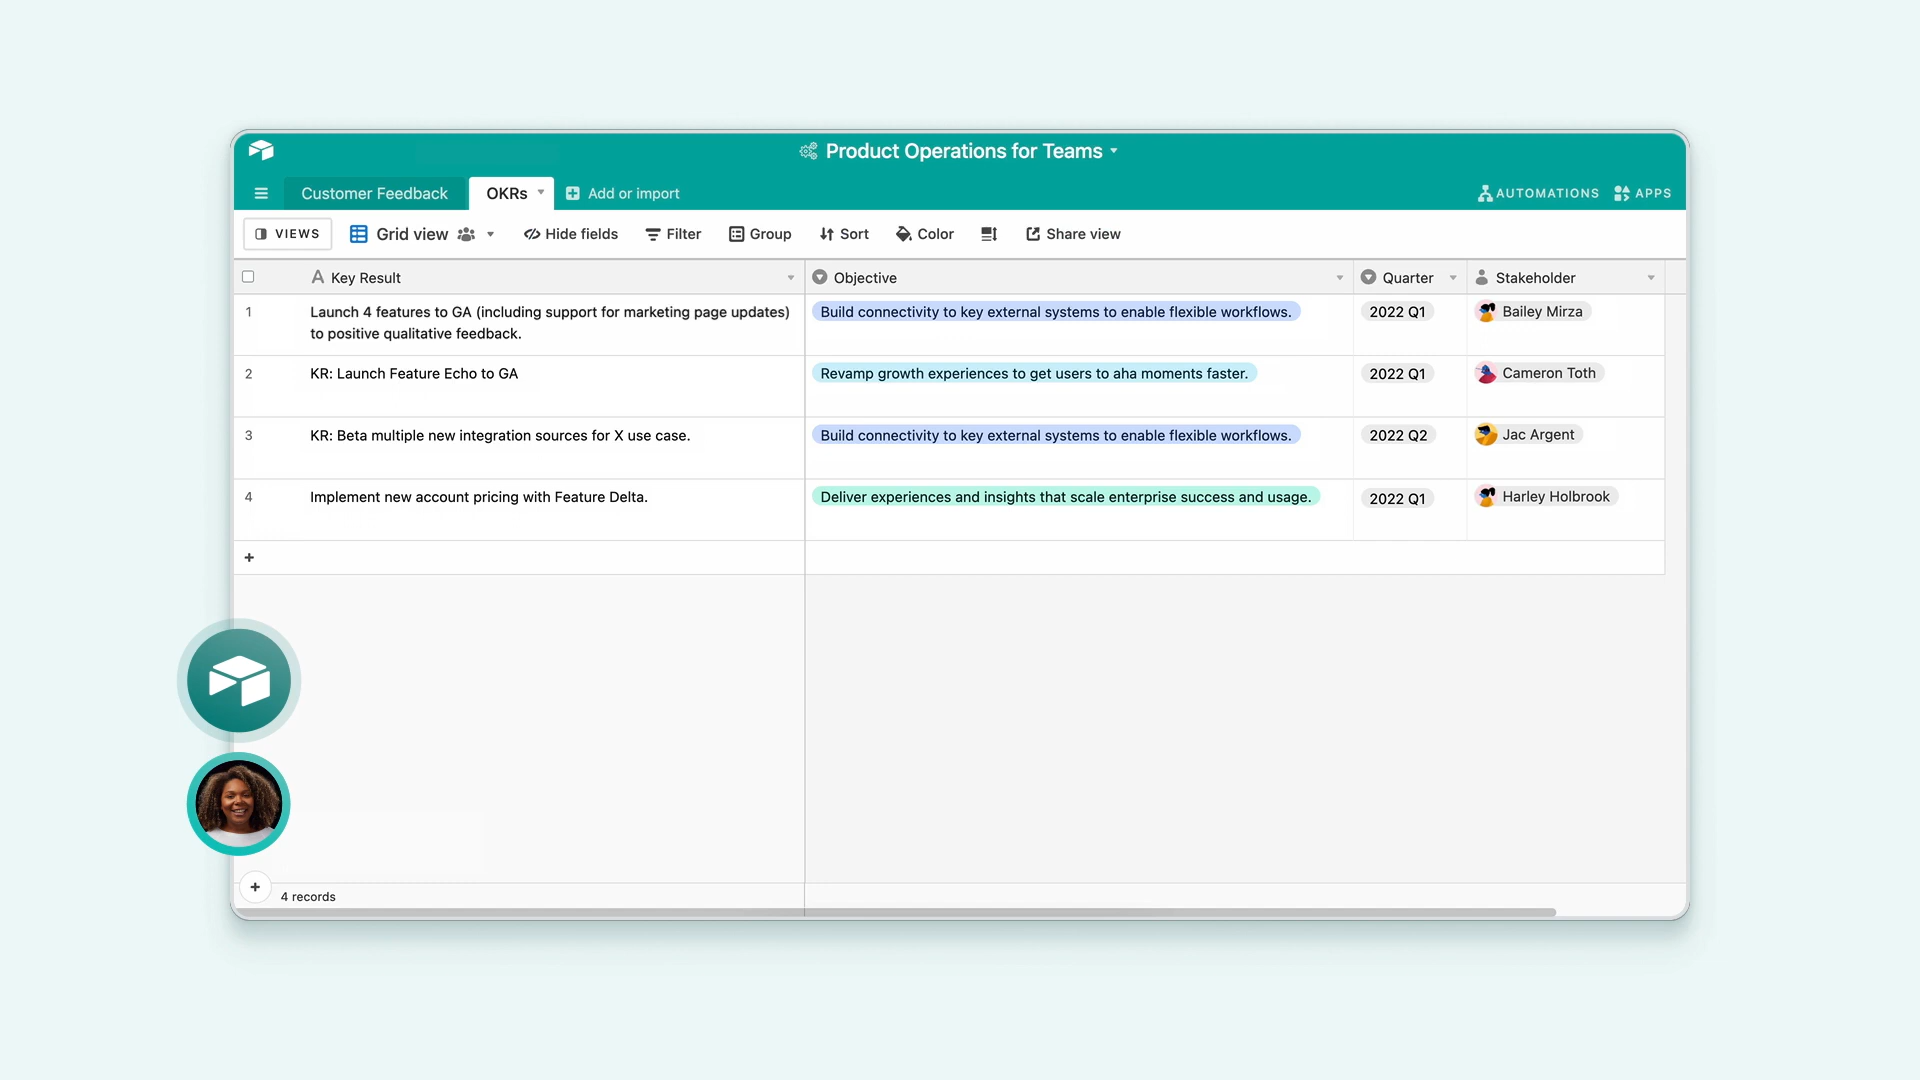 Product Operations for Teams
Customer Feedback
OKRs
Add or import
AUTOMATIONS
APPS
VIEWS
Grid view
Hide fields
Filter
Group
Sort
Color
Share view
Key Result
Objective
Quarter
Stakeholder
1
Launch 4 features to GA (including support for marketing page updates)
to positive qualitative feedback.
Build connectivity to key external systems to enable flexible workflows.
2022 Q1
Bailey Mirza
2
KR: Launch Feature Echo to GA
Revamp growth experiences to get users to aha moments faster.
2022 Q1
Cameron Toth
3
KR: Beta multiple new integration sources for X use case.
Build connectivity to key external systems to enable flexible workflows.
2022 Q2
Jac Argent
4
Implement new account pricing with Feature Delta.
Deliver experiences and insights that scale enterprise success and usage.
2022 Q1
Harley Holbrook
+
+
4 records